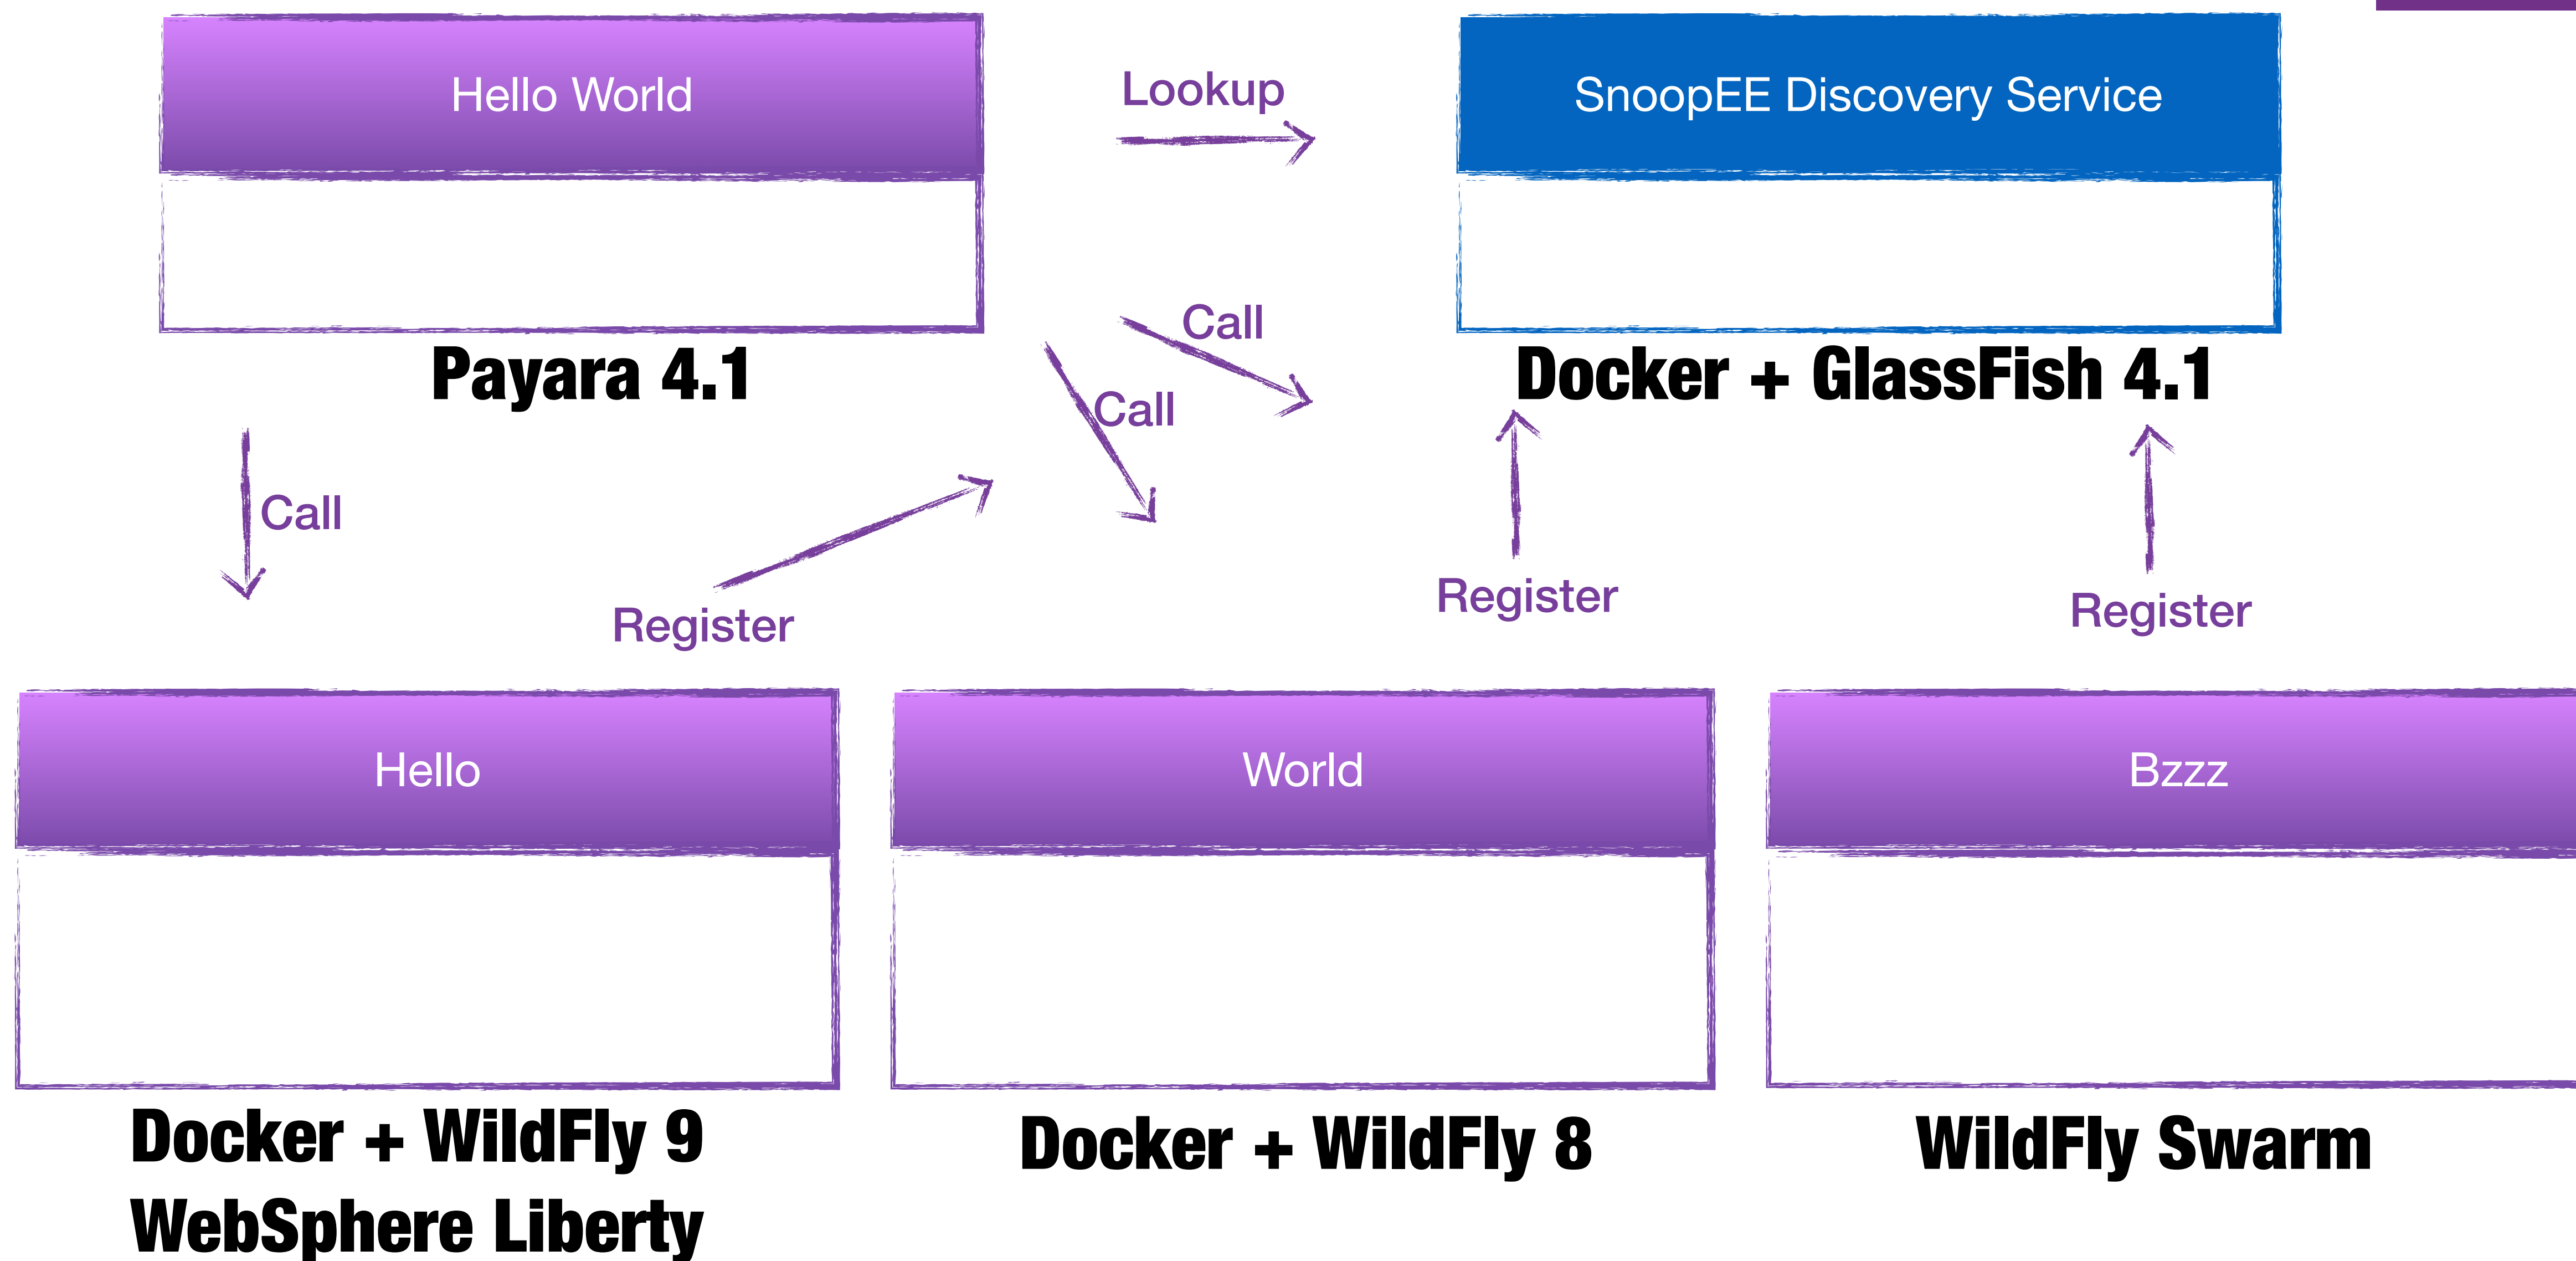 Hello World
Lookup
SnoopEE Discovery Service
Payara 4.1
Call
Docker + GlassFish 4.1
Call
Call
Register
Register
Register
Hello
World
Bzzz
Docker + WildFly 9
WebSphere Liberty
Docker + WildFly 8
WildFly Swarm